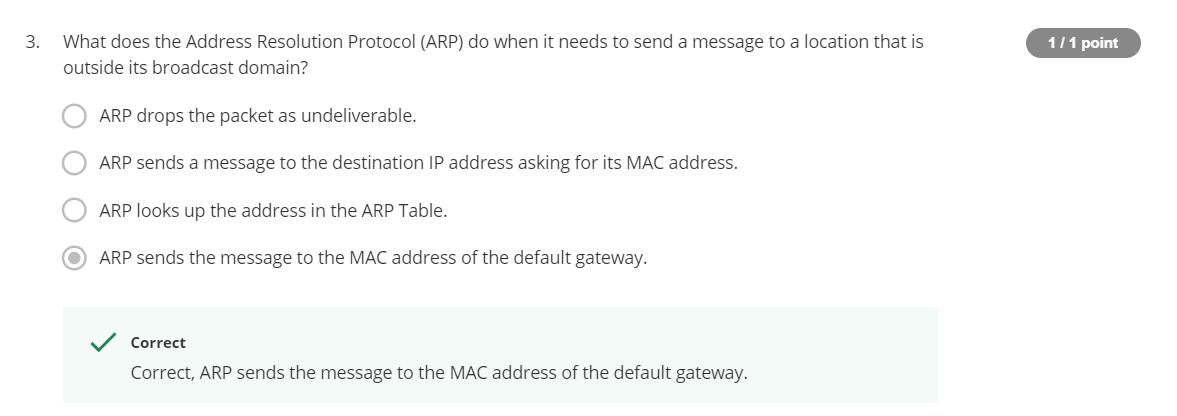 3. What does the Address Resolution Protocol (ARP) do when it needs to send a message to a location that is
1 / 1 point
outside its broadcast domain?
ARP drops the packet as undeliverable.
ARP sends a message to the destination IP address asking for its MAC address.
ARP looks up the address in the ARP Table.
ARP sends the message to the MAC address of the default gateway.
Correct
Correct, ARP sends the message to the MAC address of the default gateway.